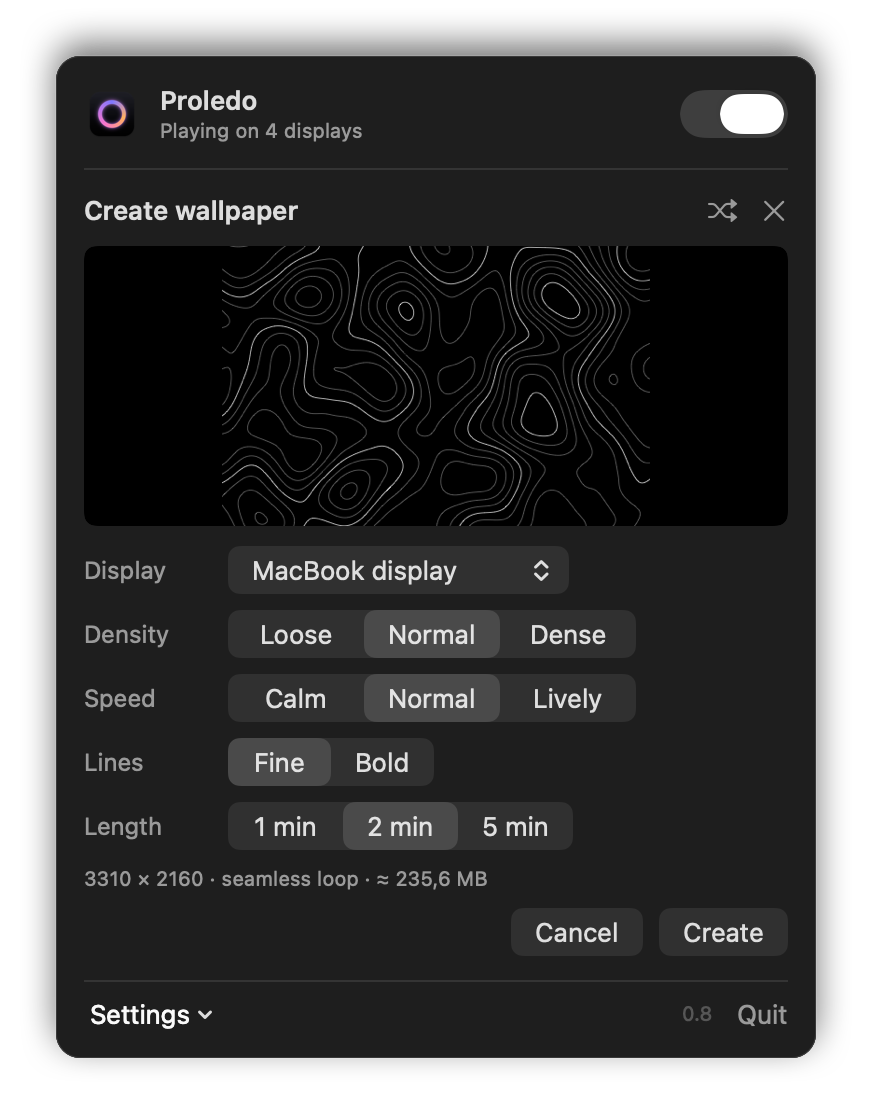 Proledo
Playing on 4 displays
Create wallpaper
Display MacBook display
Density Loose Normal Dense
Speed Calm Normal Lively
Lines Fine Bold
Length 1 min 2 min 5 min
3310 × 2160 · seamless loop · ≈ 235,6 MB
Cancel Create
Settings 0.8 Quit